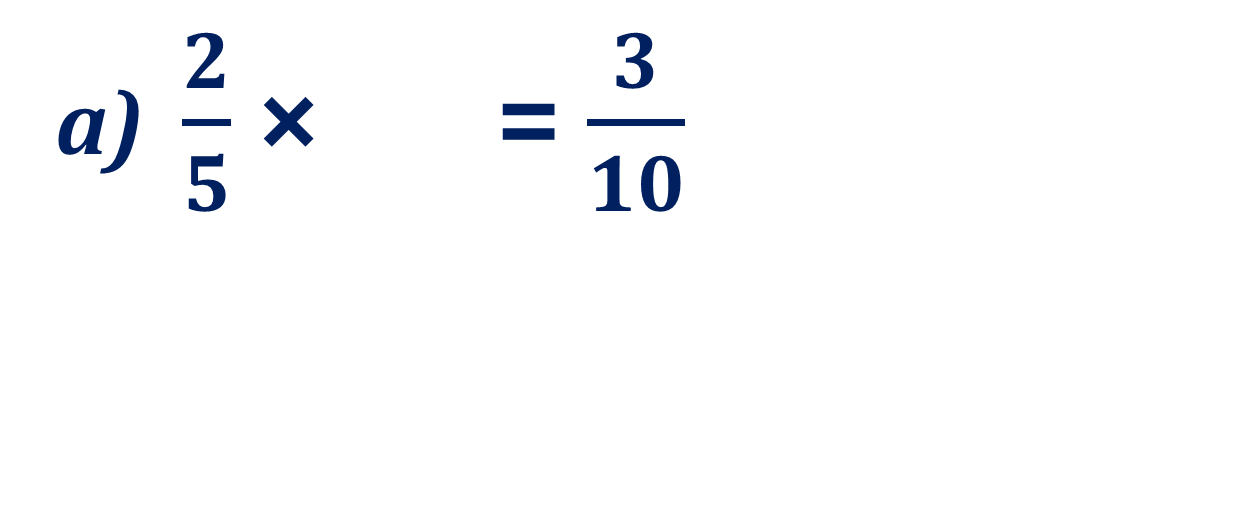 a) 2/5 × = 3/10